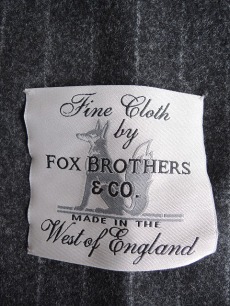 Fine Cloth
by
FOX BROTHERS
& CO.
MADE IN THE
West of England